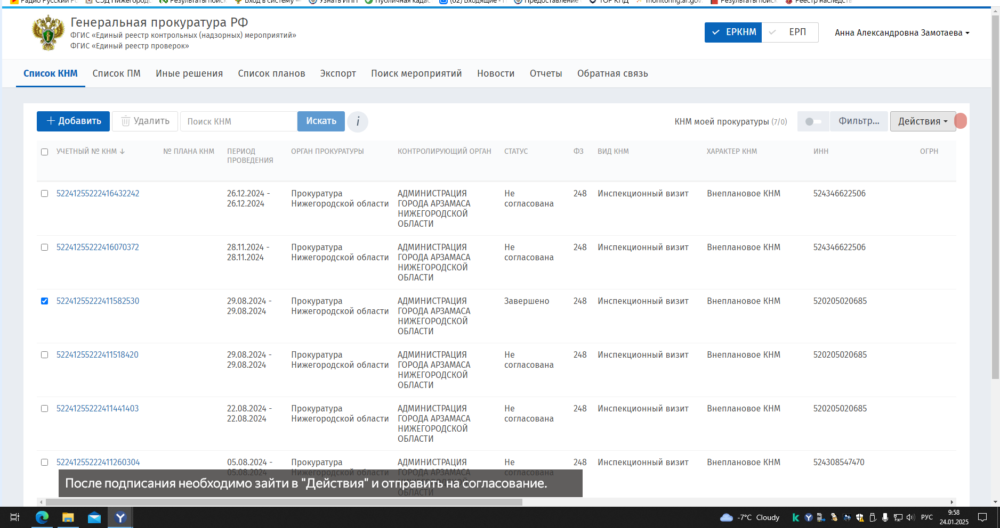 Генеральная прокуратура РФ
ФГИС «Единый реестр контрольных (надзорных) мероприятий»
ФГИС «Единый реестр проверок»
ЕРКНМ ЕРП Анна Александровна Замотаева
Список КНМ Список ПМ Иные решения Список планов Экспорт Поиск мероприятий Новости Отчеты Обратная связь
Добавить Удалить Поиск КНМ Искать i КНМ моей прокуратуры (7/0) Фильтр... Действия
УЧЕТНЫЙ № КНМ № ПЛАНА КНМ ПЕРИОД ОРГАН ПРОКУРАТУРЫ КОНТРОЛИРУЮЩИЙ ОРГАН СТАТУС ФЗ ВИД КНМ ХАРАКТЕР КНМ ИНН ОГРН
ПРОВЕДЕНИЯ
52241255222416432242 26.12.2024 - Прокуратура АДМИНИСТРАЦИЯ Не 248 Инспекционный визит Внеплановое КНМ 524346622506
26.12.2024 Нижегородской области ГОРОДА АРЗАМАСА согласована
НИЖЕГОРОДСКОЙ
ОБЛАСТИ
52241255222416070372 28.11.2024 - Прокуратура АДМИНИСТРАЦИЯ Не 248 Инспекционный визит Внеплановое КНМ 524346622506
28.11.2024 Нижегородской области ГОРОДА АРЗАМАСА согласована
НИЖЕГОРОДСКОЙ
ОБЛАСТИ
52241255222411582530 29.08.2024 - Прокуратура АДМИНИСТРАЦИЯ Завершено 248 Инспекционный визит Внеплановое КНМ 520205020685
29.08.2024 Нижегородской области ГОРОДА АРЗАМАСА
НИЖЕГОРОДСКОЙ
ОБЛАСТИ
52241255222411518420 29.08.2024 - Прокуратура АДМИНИСТРАЦИЯ Не 248 Инспекционный визит Внеплановое КНМ 520205020685
29.08.2024 Нижегородской области ГОРОДА АРЗАМАСА согласована
НИЖЕГОРОДСКОЙ
ОБЛАСТИ
52241255222411441403 22.08.2024 - Прокуратура АДМИНИСТРАЦИЯ Не 248 Инспекционный визит Внеплановое КНМ 520205020685
22.08.2024 Нижегородской области ГОРОДА АРЗАМАСА согласована
НИЖЕГОРОДСКОЙ
ОБЛАСТИ
52241255222411260304 05.08.2024 - Прокуратура АДМИНИСТРАЦИЯ Не 248 Инспекционный визит Внеплановое КНМ 524308547470
05.08.2024 Нижегородской области ГОРОДА АРЗАМАСА согласована
После подписания необходимо зайти в "Действия" и отправить на согласование.
ОБЛАСТИ
-7°C Cloudy РУС 9:58
24.01.2025